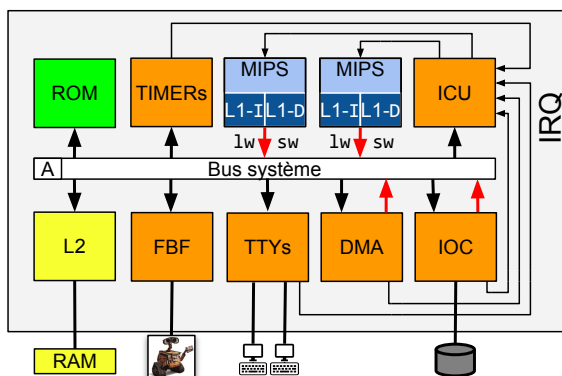 MIPS MIPS
ROM TIMERs ICU
L1-I L1-D L1-I L1-D
IRQ
lw sw lw sw
A Bus système
L2 FBF TTYs DMA IOC
RAM